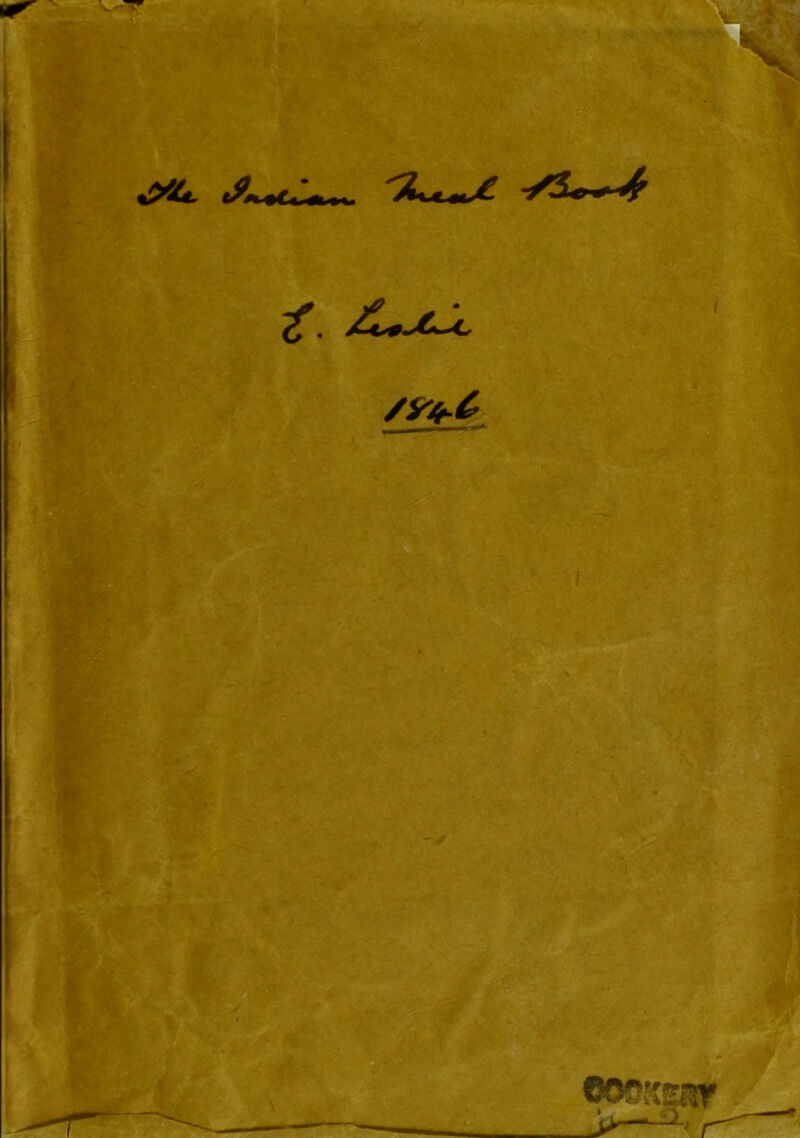 The Indian Meal Book
E. Leslie
1846
COOKERY